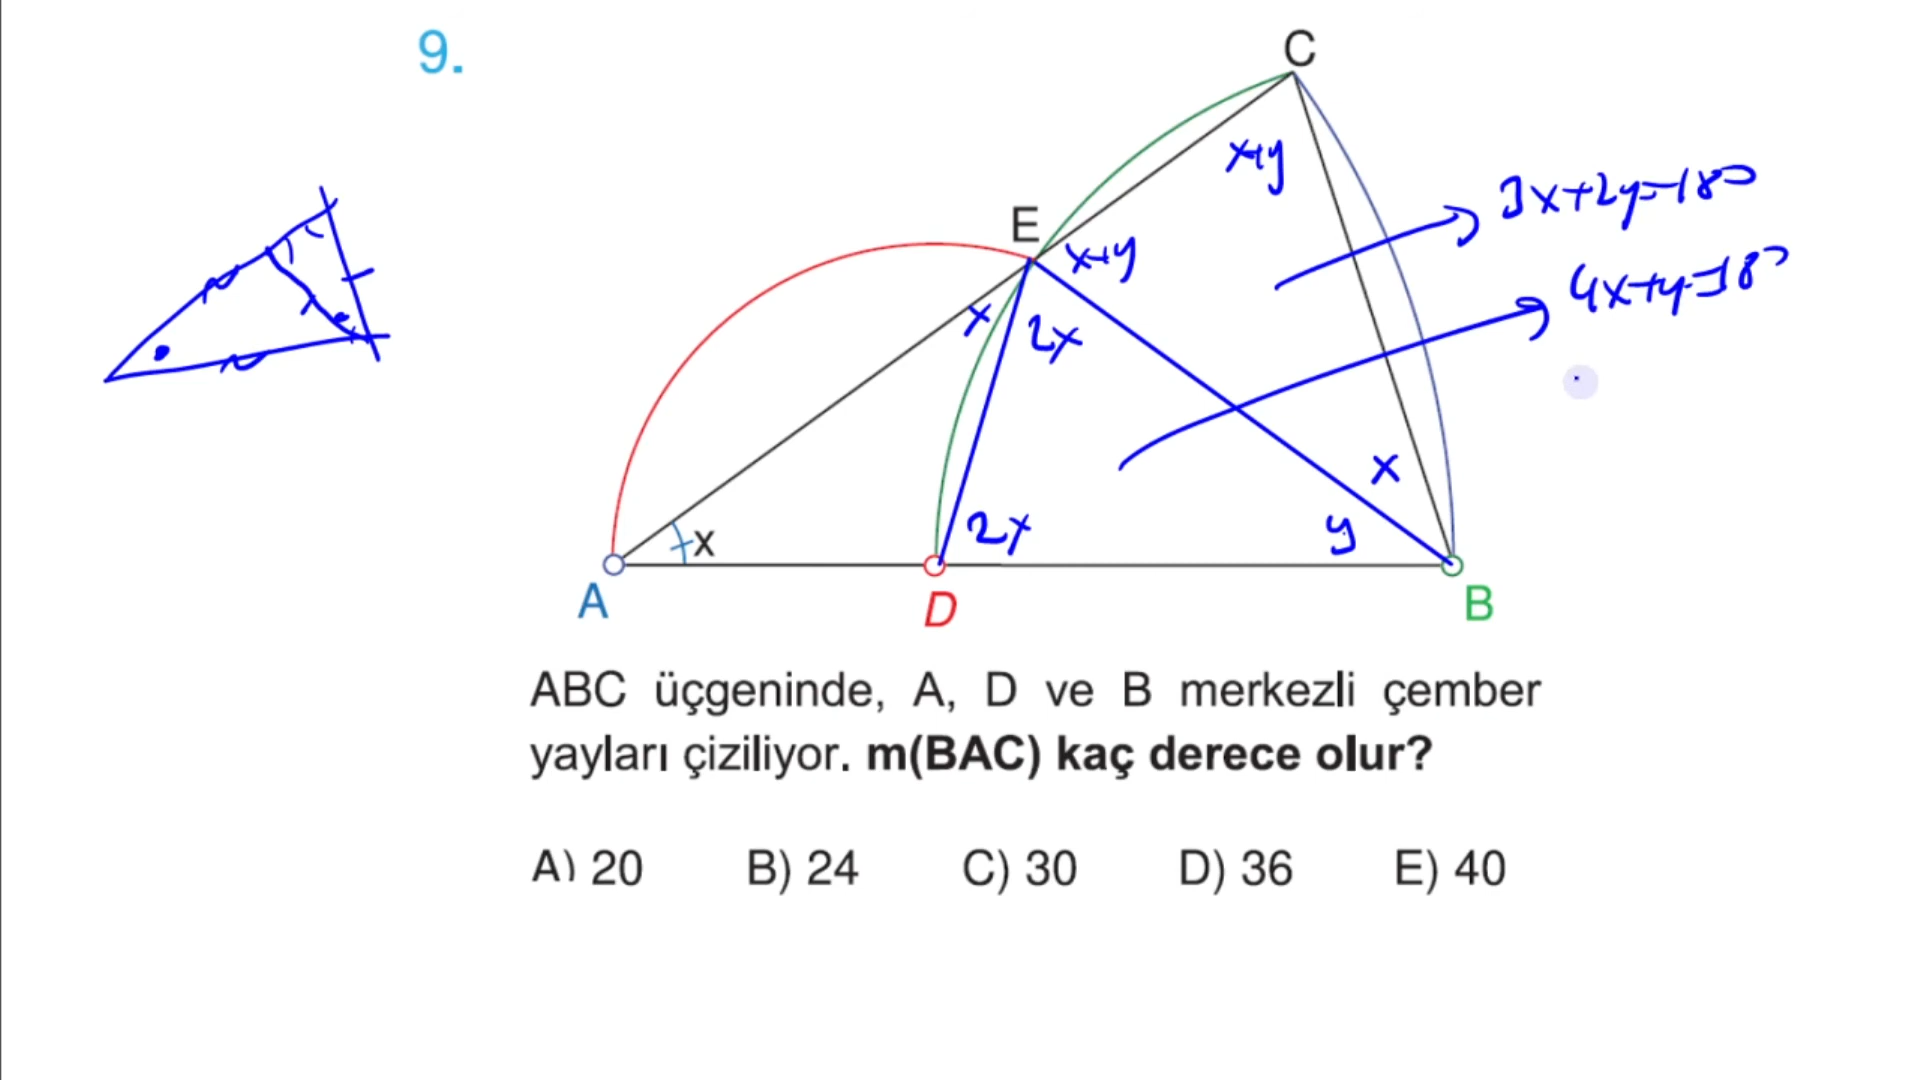 9.
C
x+y
3x+2y=180
E
x+y
4x+y=180
x
2x
x
x
2x
y
A
D
B
ABC üçgeninde, A, D ve B merkezli çember
yayları çiziliyor. m(BAC) kaç derece olur?
A) 20 B) 24 C) 30 D) 36 E) 40